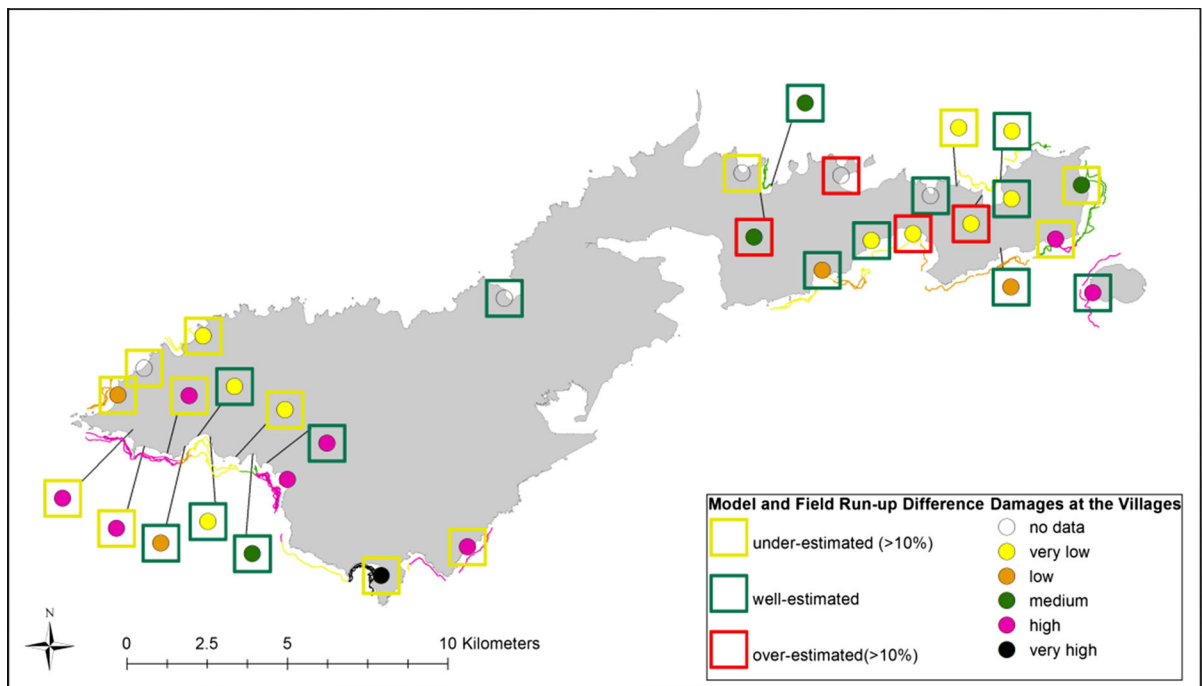 Model and Field Run-up Difference Damages at the Villages
under-estimated (>10%)
well-estimated
over-estimated(>10%)
no data
very low
low
medium
high
very high
N
0 2.5 5 10 Kilometers